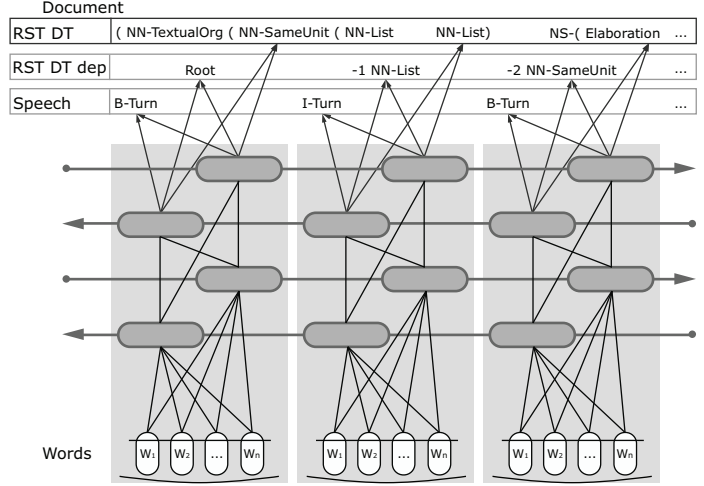 Document
RST DT ( NN-TextualOrg ( NN-SameUnit ( NN-List NN-List) NS-( Elaboration ...
RST DT dep Root -1 NN-List -2 NN-SameUnit ...
Speech B-Turn I-Turn B-Turn ...
Words W1 W2 ... Wn W1 W2 ... Wn W1 W2 ... Wn